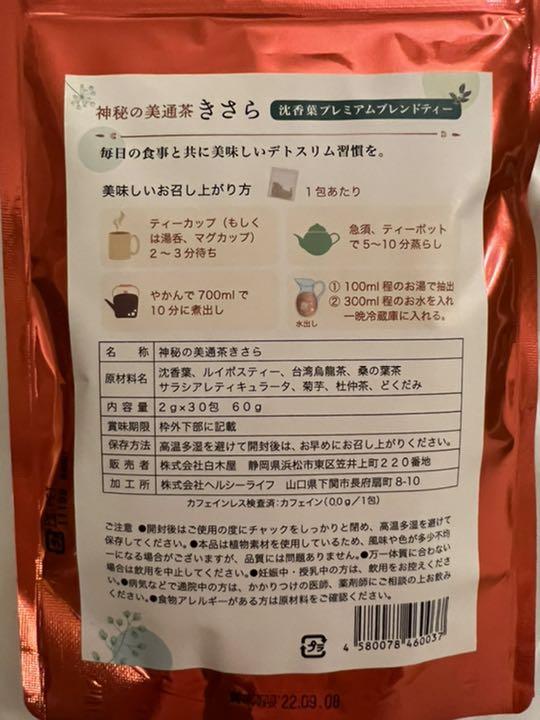 神秘の美通茶 きさら 沈香葉プレミアムブレンドティー
毎日の食事と共に美味しいデトスリム習慣を。
美味しいお召し上がり方 1包あたり
ティーカップ（もしく
は湯呑、マグカップ）
2～3分待ち
急須、ティーポット
で5～10分蒸らし
やかんで700mlで
10分に煮出し
水出し
① 100ml程のお湯で抽出
② 300ml程のお水を入れ
一晩冷蔵庫に入れる。
名 称 神秘の美通茶きさら
原材料名 沈香葉、ルイボスティー、台湾烏龍茶、桑の葉茶
サラシアレティキュラータ、菊芋、杜仲茶、どくだみ
内容量 2g×30包 60g
賞味期限 枠外下部に記載
保存方法 高温多湿を避けて開封後は、お早めにお召し上がりください。
販売者 株式会社白木屋 静岡県浜松市東区笠井上町220番地
加工所 株式会社ヘルシーライフ 山口県下関市長府扇町8-10
カフェインレス検査済：カフェイン（0.0g／1包）
ご注意 ●開封後はご使用の度にチャックをしっかりと閉め、高温多湿を避けて
保存してください。●本品は植物素材を使用しているため、風味や色が多少不均
一になる場合がございますが、品質には問題ありません。●万一体質に合わない
場合は飲用を中止してください。●妊娠中・授乳中の方は、飲用をお控えくださ
い。●病気などで通院中の方は、かかりつけの医師、薬剤師にご相談の上お飲み
ください。●食物アレルギーがある方は原材料をご確認ください。
プラ
4 580078 460037
22.09.08